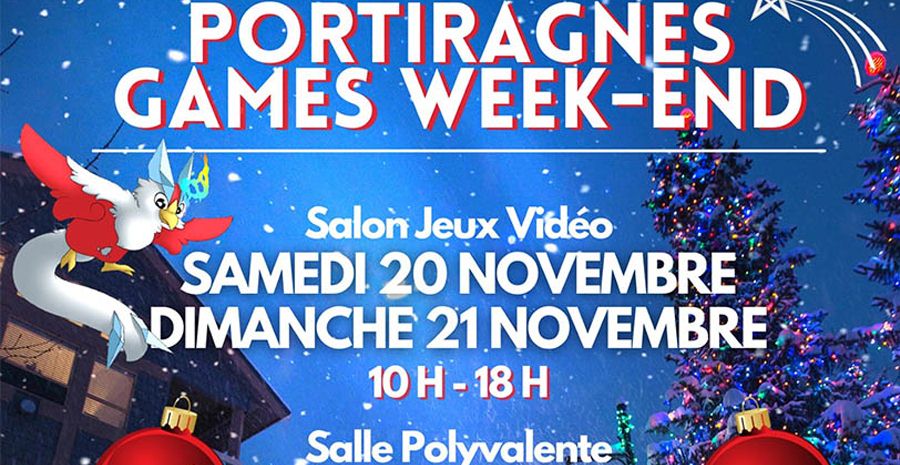 PORTIRAGNES
GAMES WEEK-END
Salon Jeux Vidéo
SAMEDI 20 NOVEMBRE
DIMANCHE 21 NOVEMBRE
10 H - 18 H
Salle Polyvalente